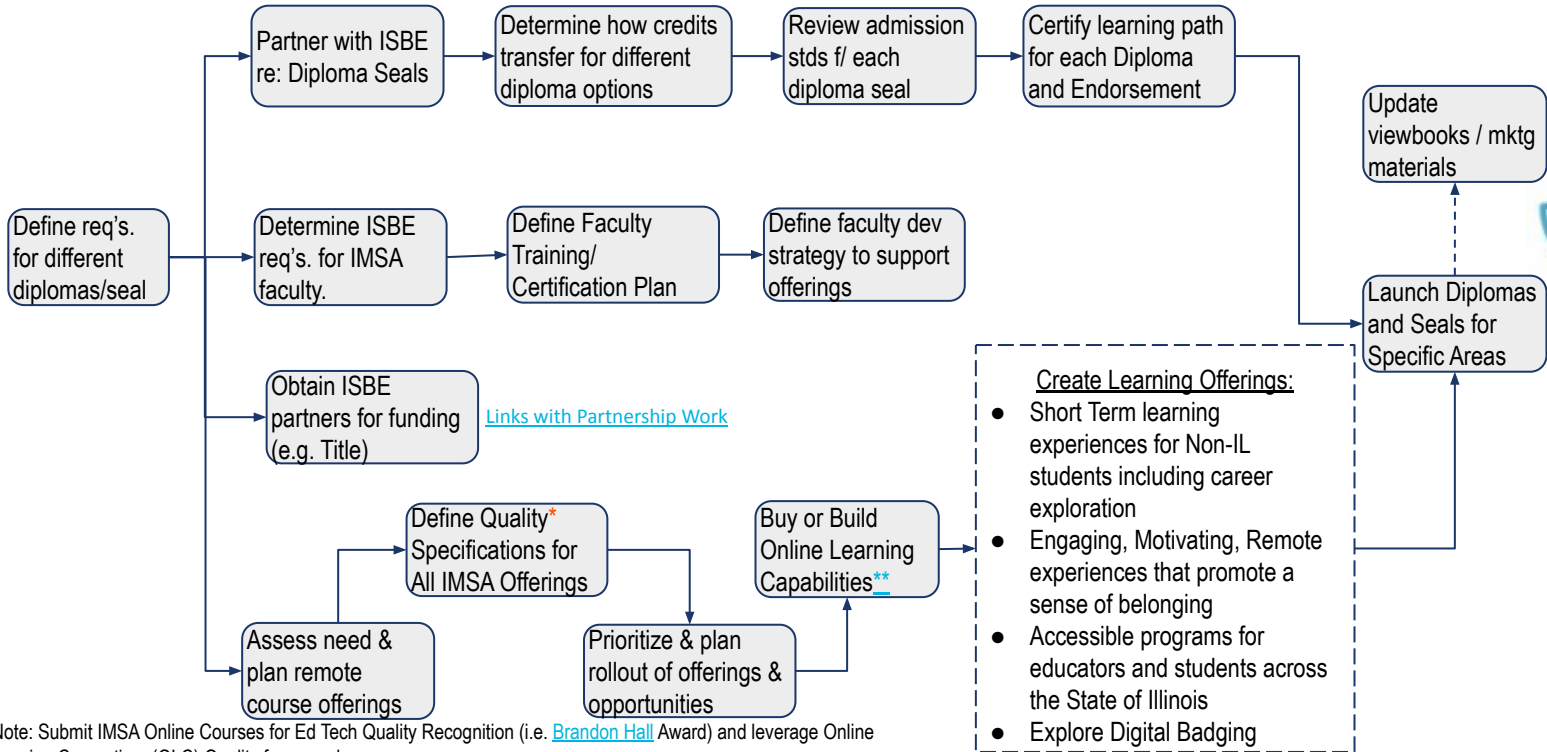 Partner with ISBE
re: Diploma Seals
Determine how credits
transfer for different
diploma options
Review admission
stds f/ each
diploma seal
Certify learning path
for each Diploma
and Endorsement
Update
viewbooks / mktg
materials
Define req's.
for different
diplomas/seal
Determine ISBE
req's. for IMSA
faculty.
Define Faculty
Training/
Certification Plan
Define faculty dev
strategy to support
offerings
Launch Diplomas
and Seals for
Specific Areas
Obtain ISBE
partners for funding
(e.g. Title)
Links with Partnership Work
Create Learning Offerings:
● Short Term learning
experiences for Non-IL
students including career
exploration
● Engaging, Motivating, Remote
experiences that promote a
sense of belonging
● Accessible programs for
educators and students across
the State of Illinois
● Explore Digital Badging
Define Quality*
Specifications for
All IMSA Offerings
Buy or Build
Online Learning
Capabilities**
Assess need &
plan remote
course offerings
Prioritize & plan
rollout of offerings &
opportunities
Note: Submit IMSA Online Courses for Ed Tech Quality Recognition (i.e. Brandon Hall Award) and leverage Online